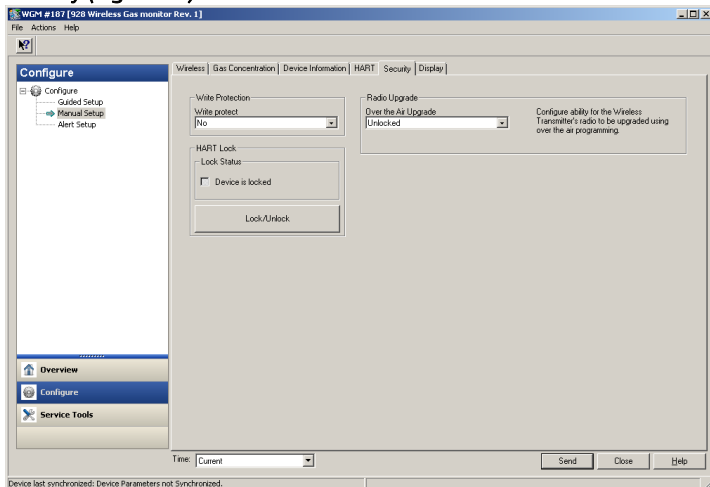 WGM #187 [928 Wireless Gas monitor Rev. 1]
File Actions Help
Configure
Configure
Guided Setup
Manual Setup
Alert Setup
Overview
Configure
Service Tools
Wireless Gas Concentration Device Information HART Security Display
Write Protection
Write protect
No
HART Lock
Lock Status
Device is locked
Lock/Unlock
Radio Upgrade
Over the Air Upgrade
Unlocked
Configure ability for the Wireless
Transmitter's radio to be upgraded using
over the air programming.
Time: Current
Send Close Help
Device last synchronized: Device Parameters not Synchronized.